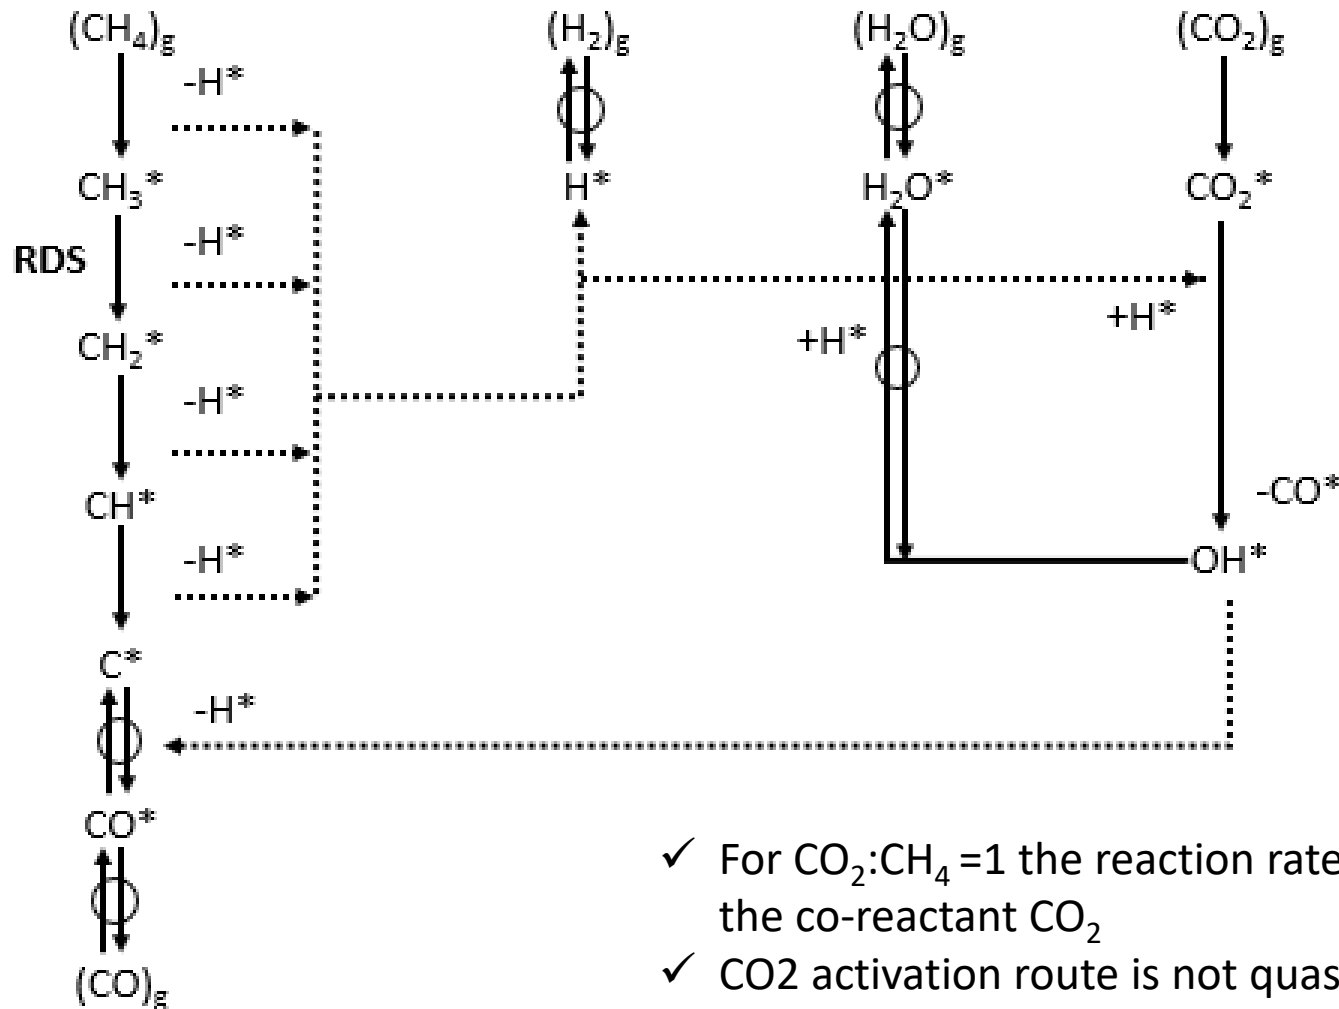 (CH₄)g (H₂)g (H₂O)g (CO₂)g
-H*
CH₃* H* H₂O* CO₂*
-H*
RDS
+H*
+H*
CH₂*
-H*
CH*
-CO*
-H*
OH*
C*
-H*
CO*
✓ For CO₂:CH₄ =1 the reaction rate
the co-reactant CO₂
✓ CO2 activation route is not quas
(CO)g